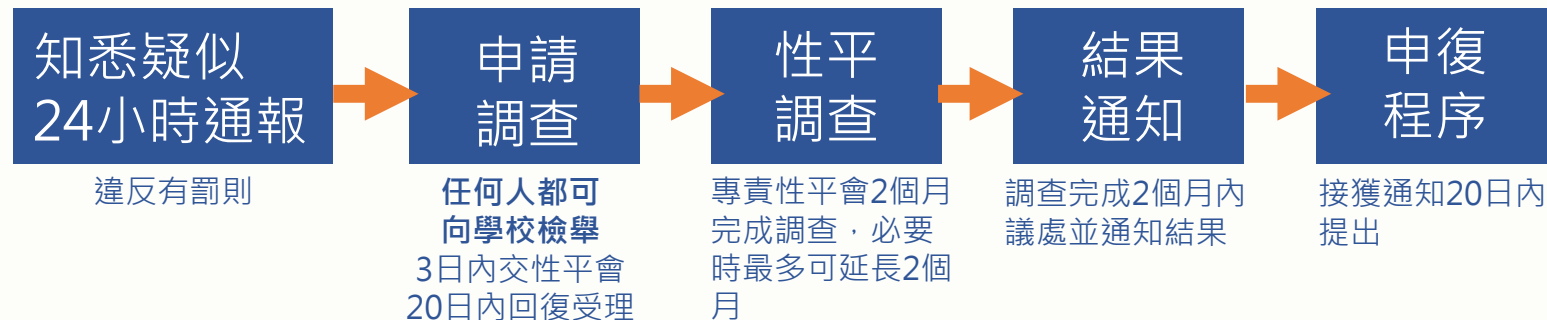 知悉疑似
24小時通報
違反有罰則
申請
調查
任何人都可
向學校檢舉
3日內交性平會
20日內回復受理
性平
調查
專責性平會2個月
完成調查，必要
時最多可延長2個
月
結果
通知
調查完成2個月內
議處並通知結果
申復
程序
接獲通知20日內
提出